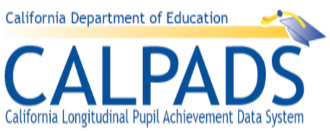 California Department of Education
CALPADS
California Longitudinal Pupil Achievement Data System